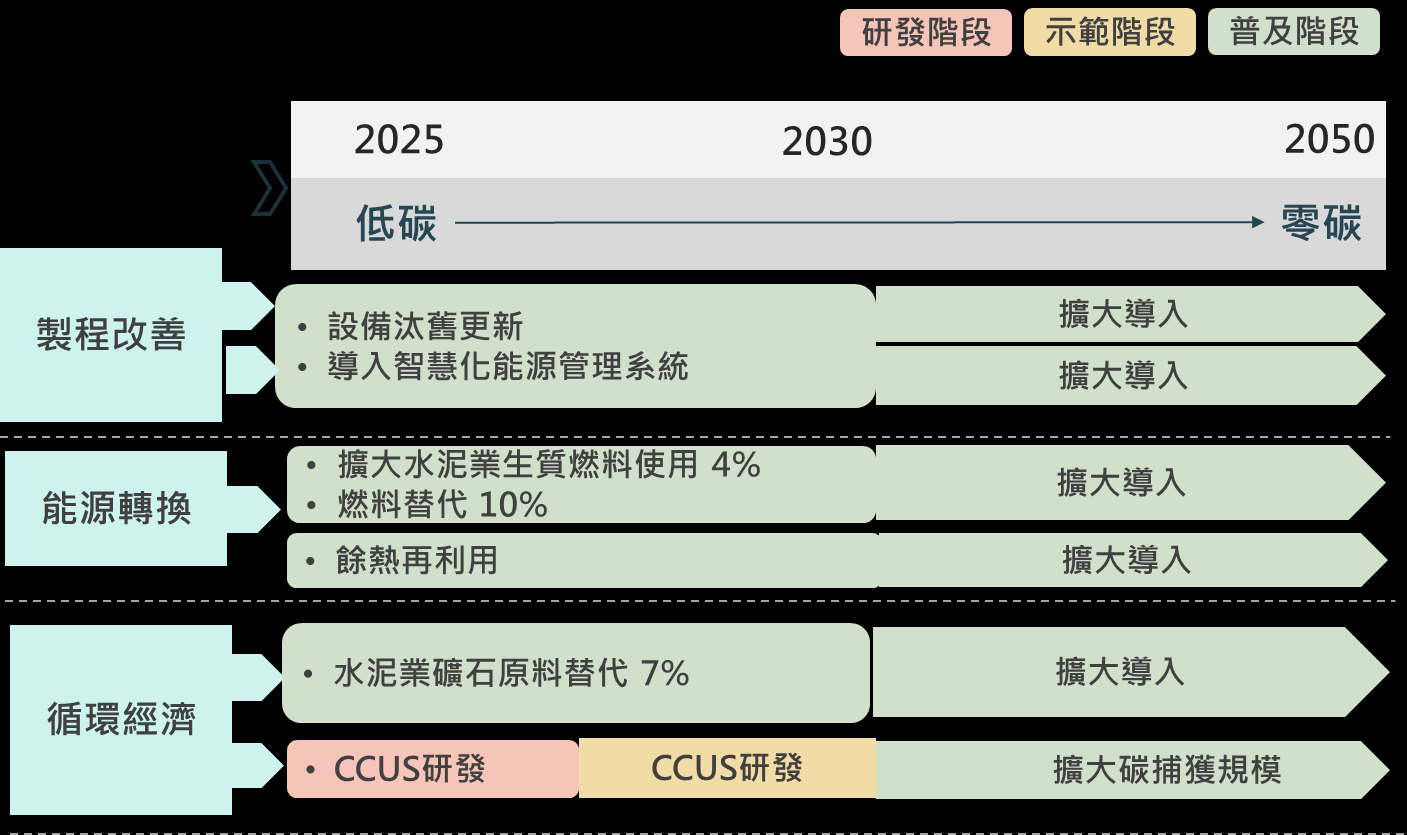 研發階段 示範階段 普及階段
2025 2030 2050
低碳 零碳
製程改善
• 設備汰舊更新
• 導入智慧化能源管理系統
擴大導入
擴大導入
能源轉換
• 擴大水泥業生質燃料使用 4%
• 燃料替代 10%
擴大導入
• 餘熱再利用
擴大導入
循環經濟
• 水泥業礦石原料替代 7%
擴大導入
• CCUS研發
CCUS研發
擴大碳捕獲規模